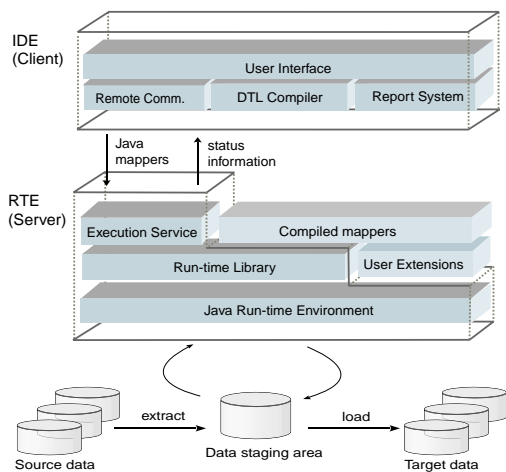 IDE
(Client)
User Interface
Remote Comm.
DTL Compiler
Report System
Java
mappers
status
information
RTE
(Server)
Execution Service
Compiled mappers
Run-time Library
User Extensions
Java Run-time Environment
extract
load
Source data
Data staging area
Target data